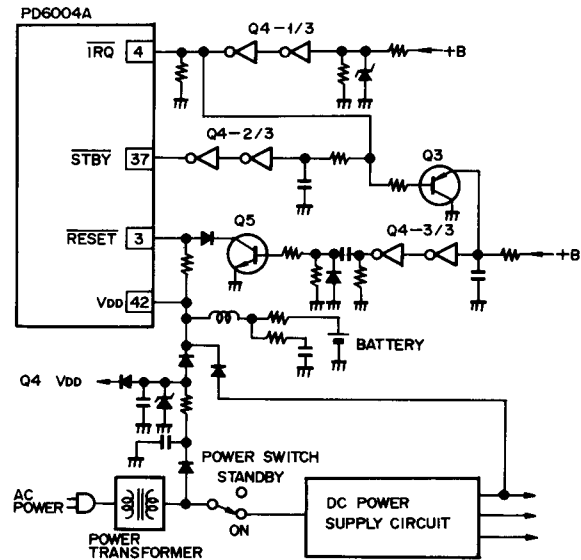 PD6004A
Q4-1/3
IRQ
4
+B
Q4-2/3
STBY
37
Q3
Q5
Q4-3/3
RESET
3
+B
VDD
42
BATTERY
Q4 VDD
POWER SWITCH
STANDBY
AC
POWER
ON
DC POWER
SUPPLY CIRCUIT
POWER
TRANSFORMER